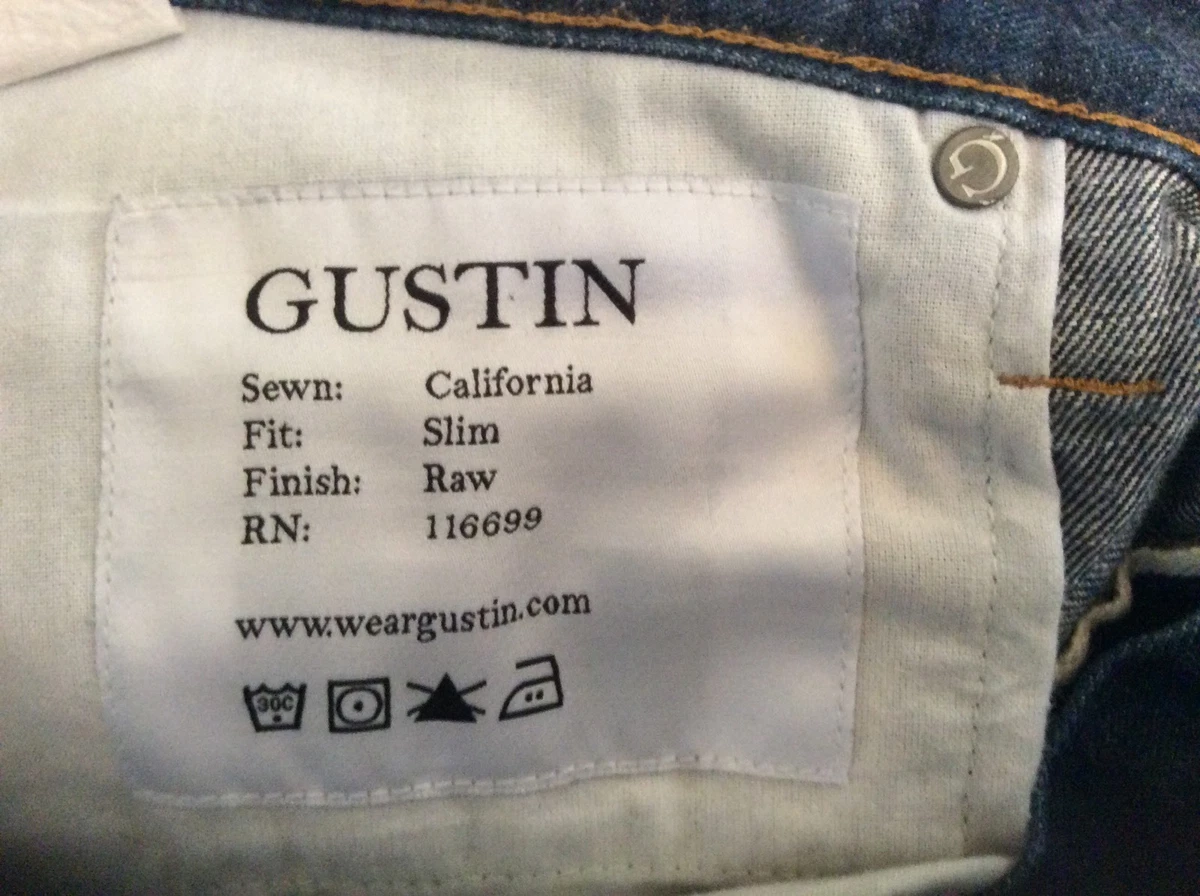 GUSTIN
Sewn: California
Fit: Slim
Finish: Raw
RN: 116699
www.weargustin.com
30C
G